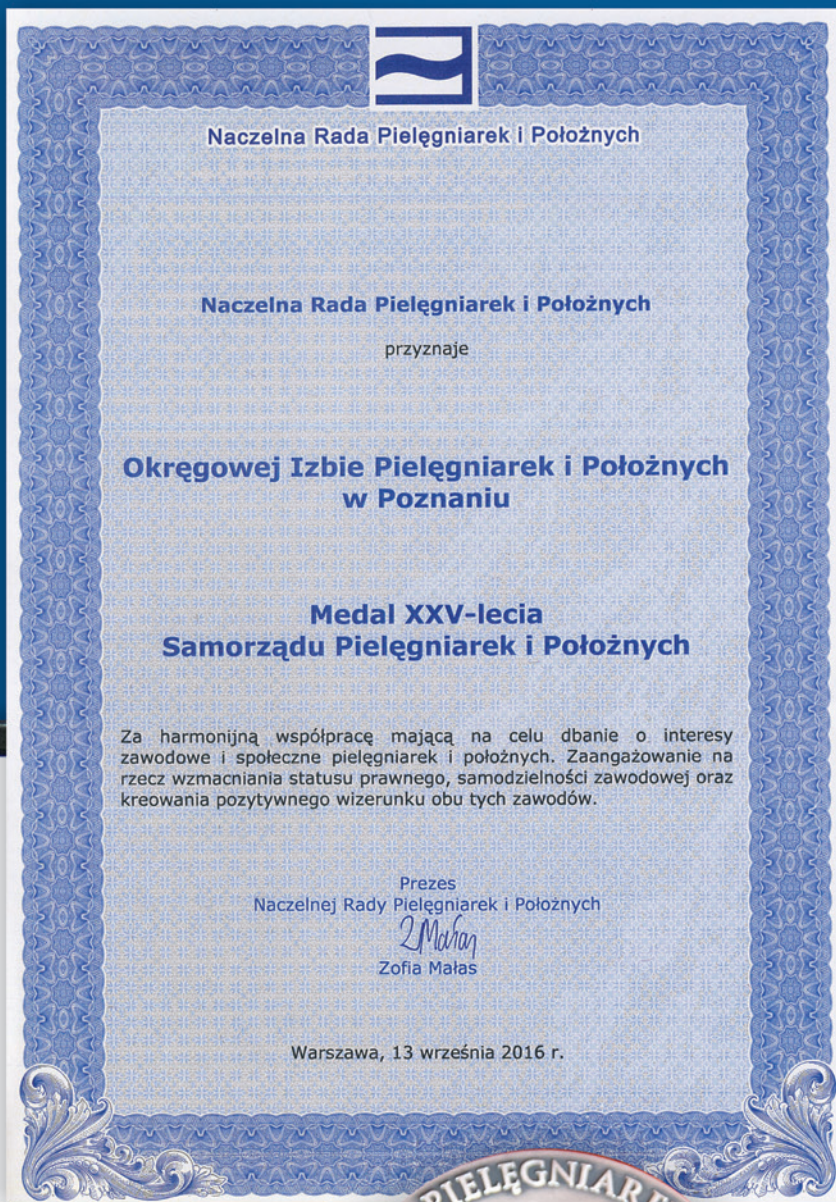 Naczelna Rada Pielęgniarek i Położnych
Naczelna Rada Pielęgniarek i Położnych
przyznaje
Okręgowej Izbie Pielęgniarek i Położnych
w Poznaniu
Medal XXV-lecia
Samorządu Pielęgniarek i Położnych
Za harmonijną współpracę mającą na celu dbanie o interesy
zawodowe i społeczne pielęgniarek i położnych. Zaangażowanie na
rzecz wzmacniania statusu prawnego, samodzielności zawodowej oraz
kreowania pozytywnego wizerunku obu tych zawodów.
Prezes
Naczelnej Rady Pielęgniarek i Położnych
ZMałas
Zofia Małas
Warszawa, 13 września 2016 r.
PIELĘGNIAR